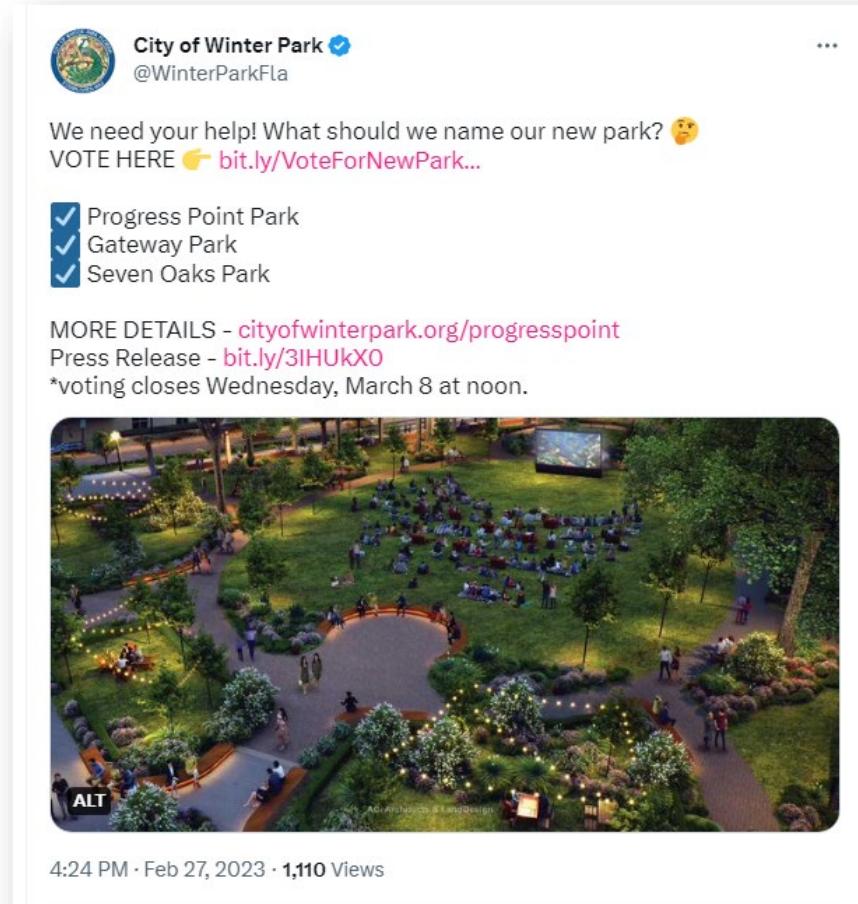 City of Winter Park
@WinterParkFla
We need your help! What should we name our new park? 🤔
VOTE HERE 👉 bit.ly/VoteForNewPark...
☑ Progress Point Park
☑ Gateway Park
☑ Seven Oaks Park
MORE DETAILS - cityofwinterpark.org/progresspoint
Press Release - bit.ly/3IHUkX0
*voting closes Wednesday, March 8 at noon.
ALT
4:24 PM · Feb 27, 2023 · 1,110 Views